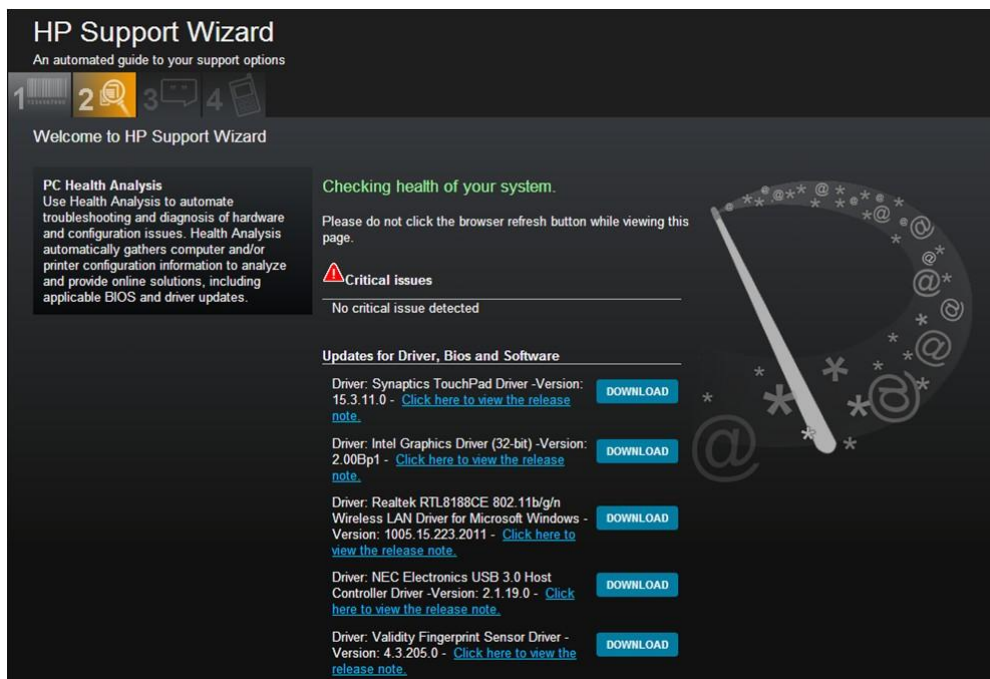 HP Support Wizard
An automated guide to your support options
1
2
3
4
Welcome to HP Support Wizard
PC Health Analysis
Use Health Analysis to automate
troubleshooting and diagnosis of hardware
and configuration issues. Health Analysis
automatically gathers computer and/or
printer configuration information to analyze
and provide online solutions, including
applicable BIOS and driver updates.
Checking health of your system.
Please do not click the browser refresh button while viewing this
page.
Critical issues
No critical issue detected
Updates for Driver, Bios and Software
Driver: Synaptics TouchPad Driver -Version:
15.3.11.0 - Click here to view the release
note.
DOWNLOAD
Driver: Intel Graphics Driver (32-bit) -Version:
2.00Bp1 - Click here to view the release
note.
DOWNLOAD
Driver: Realtek RTL8188CE 802.11b/g/n
Wireless LAN Driver for Microsoft Windows -
Version: 1005.15.223.2011 - Click here to
view the release note.
DOWNLOAD
Driver: NEC Electronics USB 3.0 Host
Controller Driver -Version: 2.1.19.0 - Click
here to view the release note.
DOWNLOAD
Driver: Validity Fingerprint Sensor Driver -
Version: 4.3.205.0 - Click here to view the
release note.
DOWNLOAD